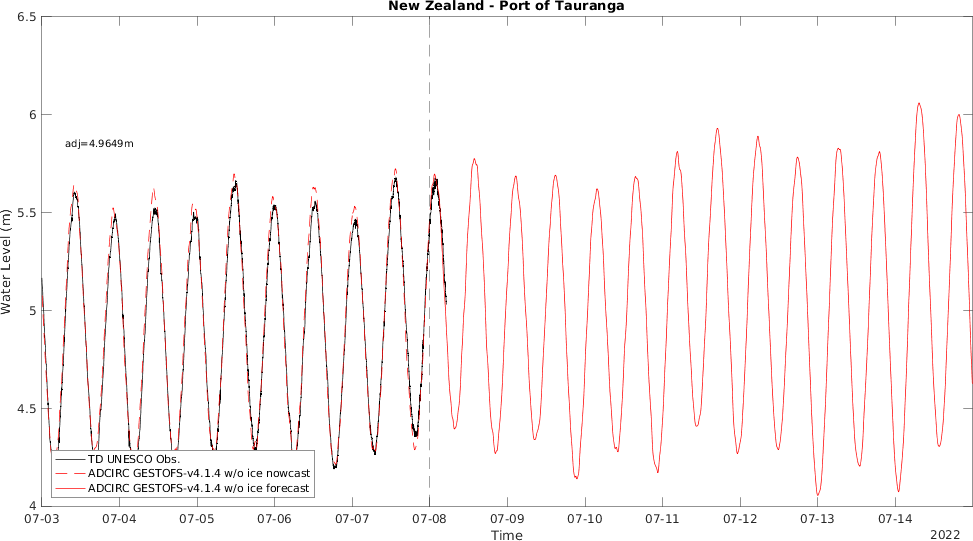 New Zealand - Port of Tauranga
6.5
6
5.5
5
4.5
4
Water Level (m)
adj=4.9649m
TD UNESCO Obs.
ADCIRC GESTOFS-v4.1.4 w/o ice nowcast
ADCIRC GESTOFS-v4.1.4 w/o ice forecast
07-03 07-04 07-05 07-06 07-07 07-08 07-09 07-10 07-11 07-12 07-13 07-14
Time
2022